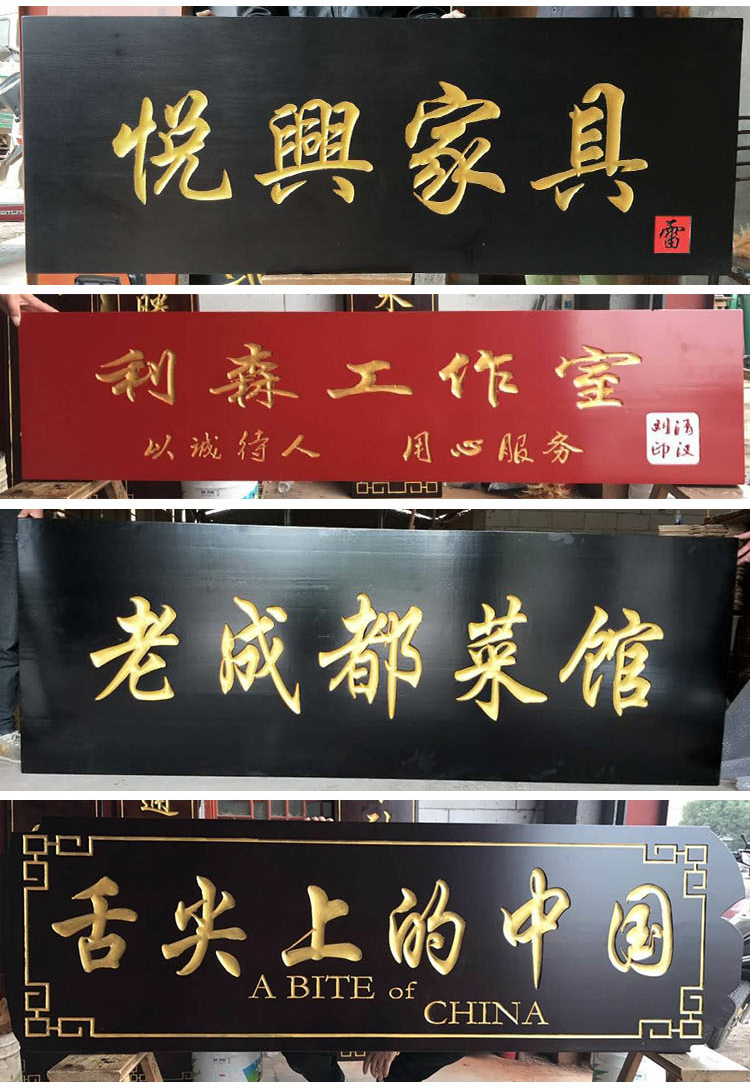 悦興家具
雷
利森工作室
以诚待人 用心服务
刘清
印汉
老成都菜馆
舌尖上的中国
A BITE of
CHINA